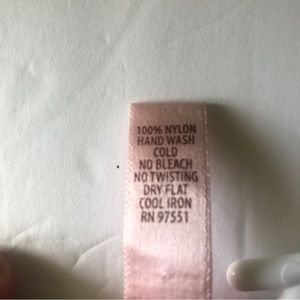 100% NYLON
HAND WASH
COLD
NO BLEACH
NO TWISTING
DRY FLAT
COOL IRON
RN 97551